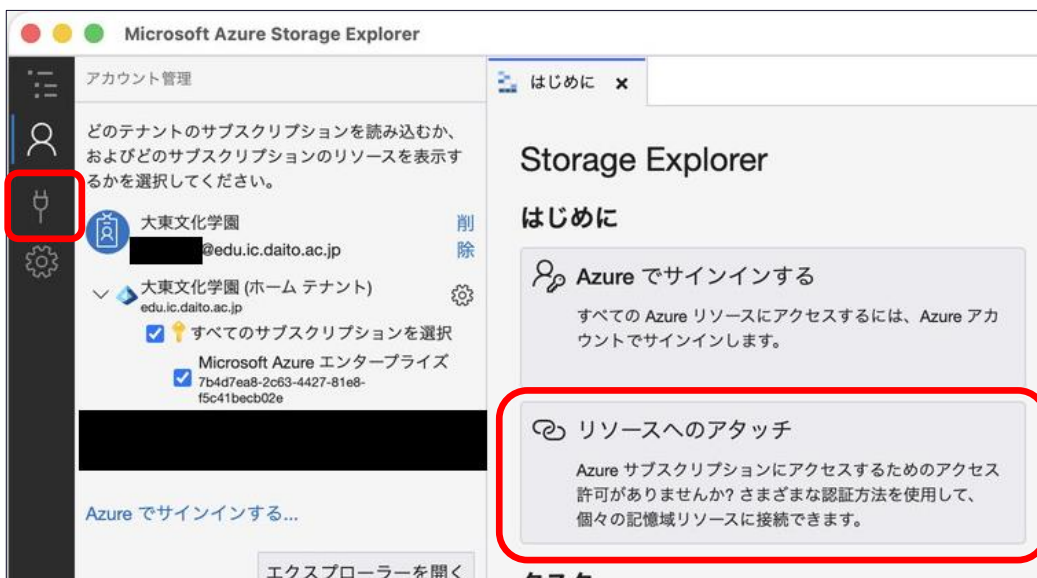 Microsoft Azure Storage Explorer
アカウント管理
どのテナントのサブスクリプションを読み込むか、
およびどのサブスクリプションのリソースを表示す
るかを選択してください。
大東文化学園
削
@edu.ic.daito.ac.jp
除
大東文化学園 (ホーム テナント)
edu.ic.daito.ac.jp
すべてのサブスクリプションを選択
Microsoft Azure エンタープライズ
7b4d7ea8-2c63-4427-81e8-
f5c41becb02e
Azure でサインインする...
エクスプローラーを開く
はじめに
Storage Explorer
はじめに
Azure でサインインする
すべての Azure リソースにアクセスするには、Azure アカ
ウントでサインインします。
リソースへのアタッチ
Azure サブスクリプションにアクセスするためのアクセス
許可がありませんか? さまざまな認証方法を使用して、
個々の記憶域リソースに接続できます。